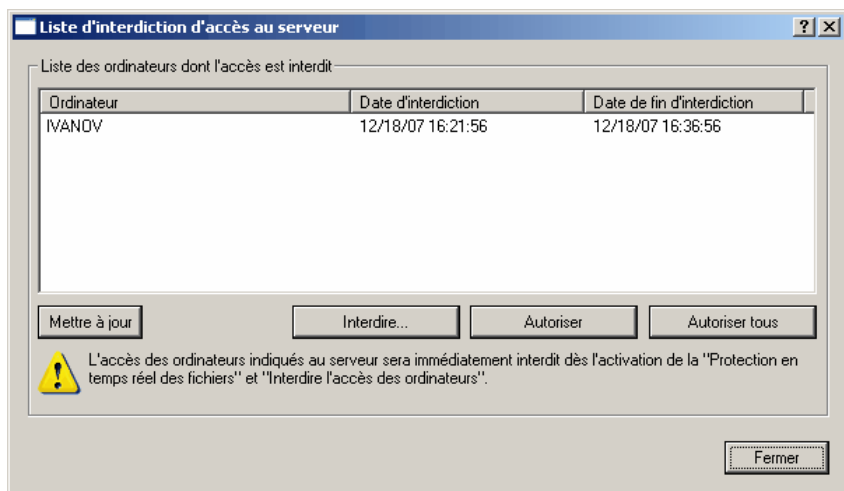 Liste d'interdiction d'accès au serveur
Liste des ordinateurs dont l'accès est interdit
Ordinateur Date d'interdiction Date de fin d'interdiction
IVANOV 12/18/07 16:21:56 12/18/07 16:36:56
Mettre à jour Interdire... Autoriser Autoriser tous
L'accès des ordinateurs indiqués au serveur sera immédiatement interdit dès l'activation de la "Protection en
temps réel des fichiers" et "Interdire l'accès des ordinateurs".
Fermer